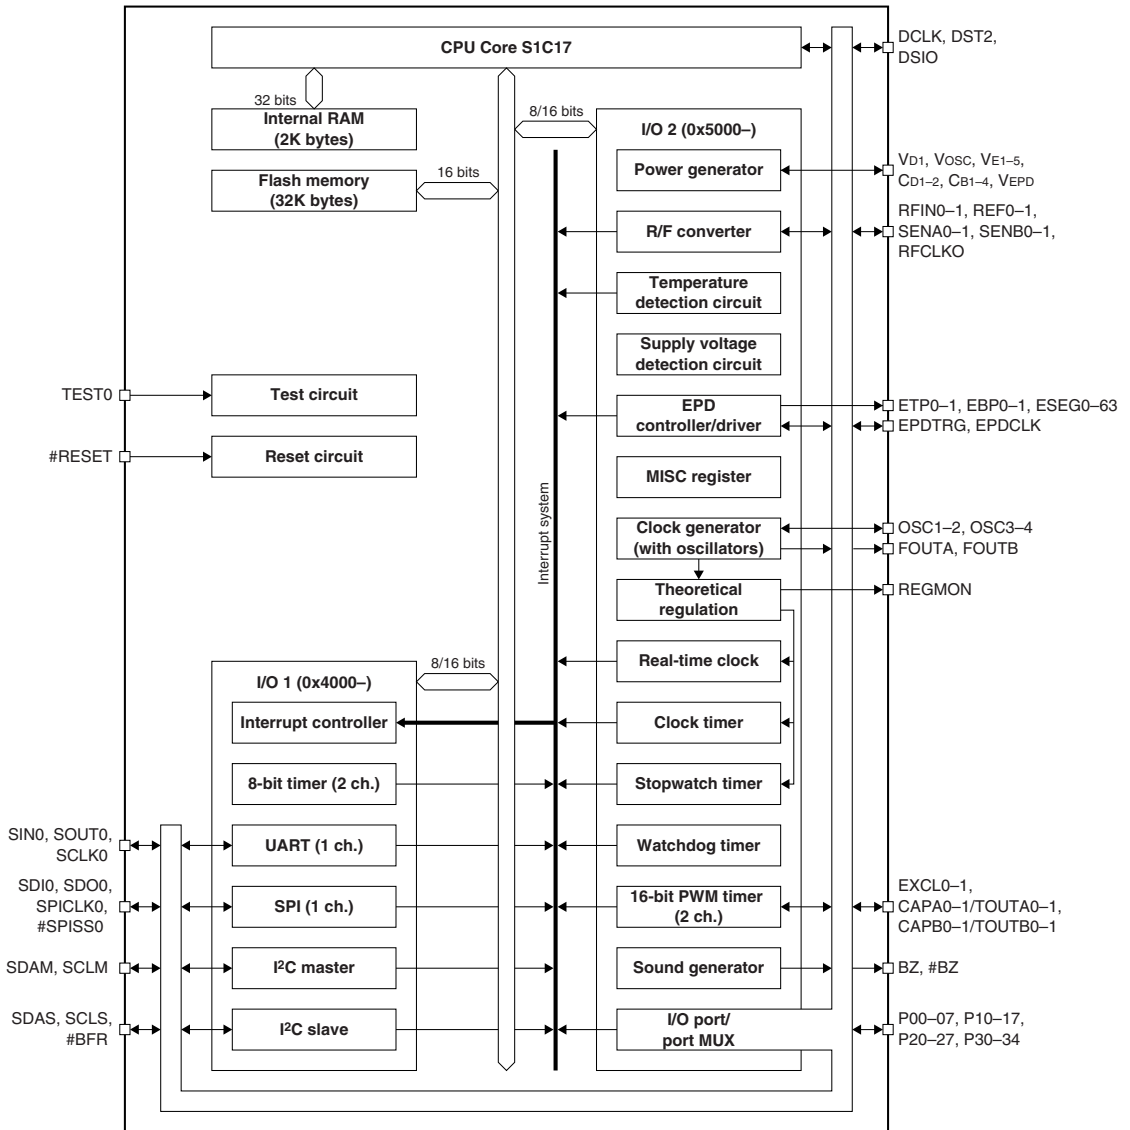 CPU Core S1C17
DCLK, DST2,
DSIO
32 bits
Internal RAM
(2K bytes)
8/16 bits
I/O 2 (0x5000–)
Flash memory
(32K bytes)
16 bits
Power generator
VD1, VOSC, VE1–5,
CD1–2, CB1–4, VEPD
R/F converter
RFIN0–1, REF0–1,
SENA0–1, SENB0–1,
RFCLKO
Temperature
detection circuit
Supply voltage
detection circuit
TEST0
Test circuit
EPD
controller/driver
ETP0–1, EBP0–1, ESEG0–63
EPDTRG, EPDCLK
#RESET
Reset circuit
MISC register
Interrupt system
Clock generator
(with oscillators)
OSC1–2, OSC3–4
FOUTA, FOUTB
Theoretical
regulation
REGMON
Real-time clock
8/16 bits
I/O 1 (0x4000–)
Interrupt controller
Clock timer
8-bit timer (2 ch.)
Stopwatch timer
SIN0, SOUT0,
SCLK0
UART (1 ch.)
Watchdog timer
SDI0, SDO0,
SPICLK0,
#SPISS0
SPI (1 ch.)
16-bit PWM timer
(2 ch.)
EXCL0–1,
CAPA0–1/TOUTA0–1,
CAPB0–1/TOUTB0–1
SDAM, SCLM
I2C master
Sound generator
BZ, #BZ
SDAS, SCLS,
#BFR
I2C slave
I/O port/
port MUX
P00–07, P10–17,
P20–27, P30–34